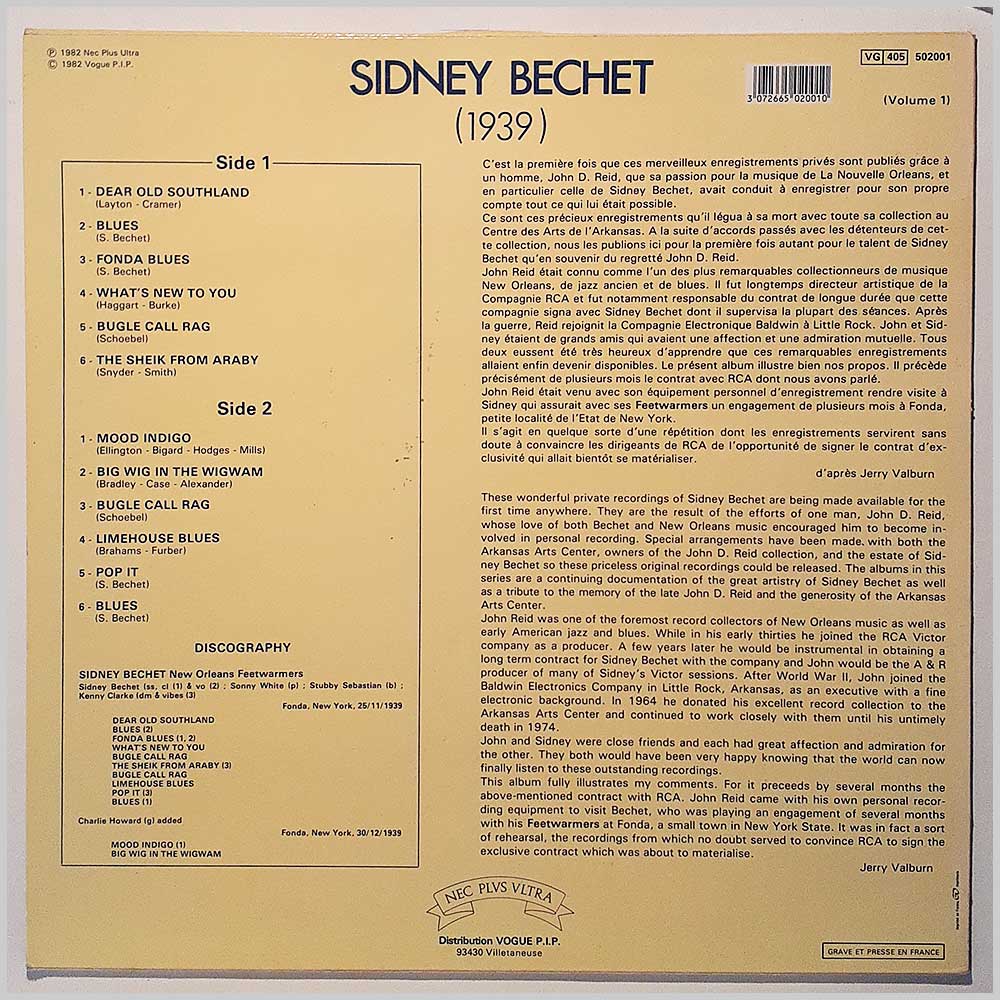 ℗ 1982 Nec Plus Ultra
© 1982 Vogue P.I.P.
SIDNEY BECHET
(1939)
3 072665 020010
VG 405 502001
(Volume 1)
Side 1
1 - DEAR OLD SOUTHLAND
(Layton - Cramer)
2 - BLUES
(S. Bechet)
3 - FONDA BLUES
(S. Bechet)
4 - WHAT'S NEW TO YOU
(Haggart - Burke)
5 - BUGLE CALL RAG
(Schoebel)
6 - THE SHEIK FROM ARABY
(Snyder - Smith)
Side 2
1 - MOOD INDIGO
(Ellington - Bigard - Hodges - Mills)
2 - BIG WIG IN THE WIGWAM
(Bradley - Case - Alexander)
3 - BUGLE CALL RAG
(Schoebel)
4 - LIMEHOUSE BLUES
(Brahams - Furber)
5 - POP IT
(S. Bechet)
6 - BLUES
(S. Bechet)
DISCOGRAPHY
SIDNEY BECHET New Orleans Feetwarmers
Sidney Bechet (ss, cl (1) & vo (2) ; Sonny White (p) ; Stubby Sebastian (b) ;
Kenny Clarke (dm & vibes (3)
Fonda, New York, 25/11/1939
DEAR OLD SOUTHLAND
BLUES (2)
FONDA BLUES (1, 2)
WHAT'S NEW TO YOU
BUGLE CALL RAG
THE SHEIK FROM ARABY (3)
BUGLE CALL RAG
LIMEHOUSE BLUES
POP IT (3)
BLUES (1)
Charlie Howard (g) added
Fonda, New York, 30/12/1939
MOOD INDIGO (1)
BIG WIG IN THE WIGWAM
C'est la première fois que ces merveilleux enregistrements privés sont publiés grâce à
un homme, John D. Reid, que sa passion pour la musique de La Nouvelle Orleans, et
en particulier celle de Sidney Bechet, avait conduit à enregistrer pour son propre
compte tout ce qui lui était possible.
Ce sont ces précieux enregistrements qu'il légua à sa mort avec toute sa collection au
Centre des Arts de l'Arkansas. A la suite d'accords passés avec les détenteurs de cet-
te collection, nous les publions ici pour la première fois autant pour le talent de Sidney
Bechet qu'en souvenir du regretté John D. Reid.
John Reid était connu comme l'un des plus remarquables collectionneurs de musique
New Orleans, de jazz ancien et de blues. Il fut longtemps directeur artistique de la
Compagnie RCA et fut notamment responsable du contrat de longue durée que cette
compagnie signa avec Sidney Bechet dont il supervisa la plupart des séances. Après
la guerre, Reid rejoignit la Compagnie Electronique Baldwin à Little Rock. John et Sid-
ney étaient de grands amis qui avaient une affection et une admiration mutuelle. Tous
deux eussent été très heureux d'apprendre que ces remarquables enregistrements
allaient enfin devenir disponibles. Le présent album illustre bien nos propos. Il précède
précisément de plusieurs mois le contrat avec RCA dont nous avons parlé.
John Reid était venu avec son équipement personnel d'enregistrement rendre visite à
Sidney qui assurait avec ses Feetwarmers un engagement de plusieurs mois à Fonda,
petite localité de l'Etat de New York.
Il s'agit en quelque sorte d'une répétition dont les enregistrements servirent sans
doute à convaincre les dirigeants de RCA de l'opportunité de signer le contrat d'ex-
clusivité qui allait bientôt se matérialiser.
d'après Jerry Valburn
These wonderful private recordings of Sidney Bechet are being made available for the
first time anywhere. They are the result of the efforts of one man, John D. Reid,
whose love of both Bechet and New Orleans music encouraged him to become in-
volved in personal recording. Special arrangements have been made. with both the
Arkansas Arts Center, owners of the John D. Reid collection, and the estate of Sid-
ney Bechet so these priceless original recordings could be released. The albums in this
series are a continuing documentation of the great artistry of Sidney Bechet as well
as a tribute to the memory of the late John D. Reid and the generosity of the Arkansas
Arts Center.
John Reid was one of the foremost record collectors of New Orleans music as well as
early American jazz and blues. While in his early thirties he joined the RCA Victor
company as a producer. A few years later he would be instrumental in obtaining a
long term contract for Sidney Bechet with the company and John would be the A & R
producer of many of Sidney's Victor sessions. After World War II, John joined the
Baldwin Electronics Company in Little Rock, Arkansas, as an executive with a fine
electronic background. In 1964 he donated his excellent record collection to the
Arkansas Arts Center and continued to work closely with them until his untimely
death in 1974.
John and Sidney were close friends and each had great affection and admiration for
the other. They both would have been very happy knowing that the world can now
finally listen to these outstanding recordings.
This album fully illustrates my comments. For it preceeds by several months the
above-mentioned contract with RCA. John Reid came with his own personal recor-
ding equipment to visit Bechet, who was playing an engagement of several months
with his Feetwarmers at Fonda, a small town in New York State. It was in fact a sort
of rehearsal, the recordings from which no doubt served to convince RCA to sign the
exclusive contract which was about to materialise.
Jerry Valburn
NEC PLVS VLTRA
Distribution VOGUE P.I.P.
93430 Villetaneuse
GRAVE ET PRESSE EN FRANCE